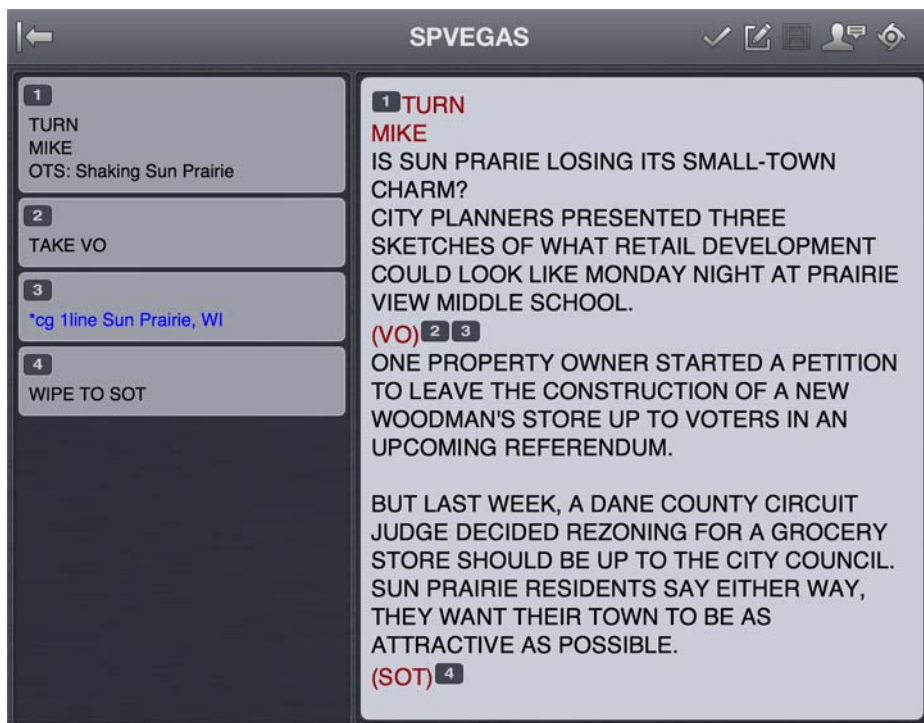 SPVEGAS
1
TURN
MIKE
OTS: Shaking Sun Prairie
2
TAKE VO
3
*cg 1line Sun Prairie, WI
4
WIPE TO SOT
1 TURN
MIKE
IS SUN PRARIE LOSING ITS SMALL-TOWN
CHARM?
CITY PLANNERS PRESENTED THREE
SKETCHES OF WHAT RETAIL DEVELOPMENT
COULD LOOK LIKE MONDAY NIGHT AT PRAIRIE
VIEW MIDDLE SCHOOL.
(VO) 2 3
ONE PROPERTY OWNER STARTED A PETITION
TO LEAVE THE CONSTRUCTION OF A NEW
WOODMAN'S STORE UP TO VOTERS IN AN
UPCOMING REFERENDUM.
BUT LAST WEEK, A DANE COUNTY CIRCUIT
JUDGE DECIDED REZONING FOR A GROCERY
STORE SHOULD BE UP TO THE CITY COUNCIL.
SUN PRAIRIE RESIDENTS SAY EITHER WAY,
THEY WANT THEIR TOWN TO BE AS
ATTRACTIVE AS POSSIBLE.
(SOT) 4